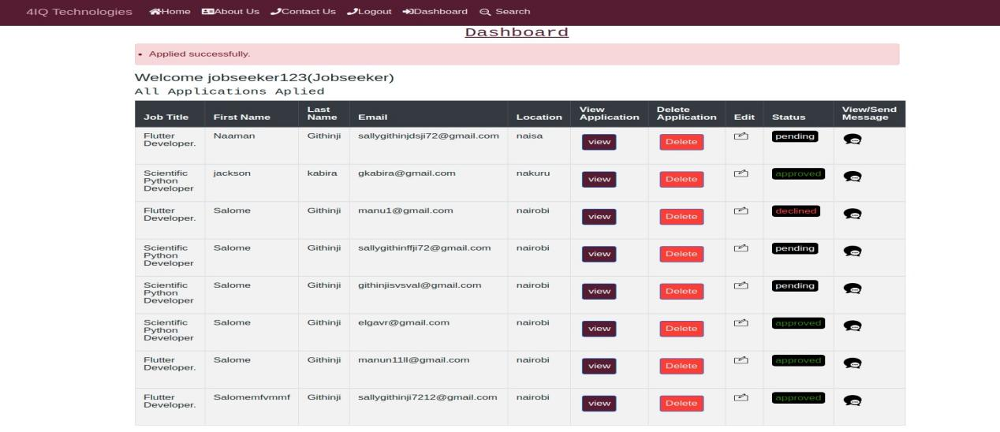 4IQ Technologies Home About Us Contact Us Logout Dashboard Search
Dashboard
Applied successfully.
Welcome jobseeker123(Jobseeker)
All Applications Aplied
Job Title First Name Last Name Email Location View Application Delete Application Edit Status View/Send Message
Flutter Developer. Naaman Githinji sallygithinjdsji72@gmail.com naisa view Delete pending
Scientific Python Developer jackson kabira gkabira@gmail.com nakuru view Delete approved
Flutter Developer. Salome Githinji manu1@gmail.com nairobi view Delete declined
Scientific Python Developer Salome Githinji sallygithinffji72@gmail.com nairobi view Delete pending
Scientific Python Developer Salome Githinji githinjisvsval@gmail.com nairobi view Delete pending
Scientific Python Developer Salome Githinji elgavr@gmail.com nairobi view Delete approved
Flutter Developer. Salome Githinji manun11ll@gmail.com nairobi view Delete approved
Flutter Developer. Salomemfvmmf Githinji sallygithinji7212@gmail.com nairobi view Delete approved